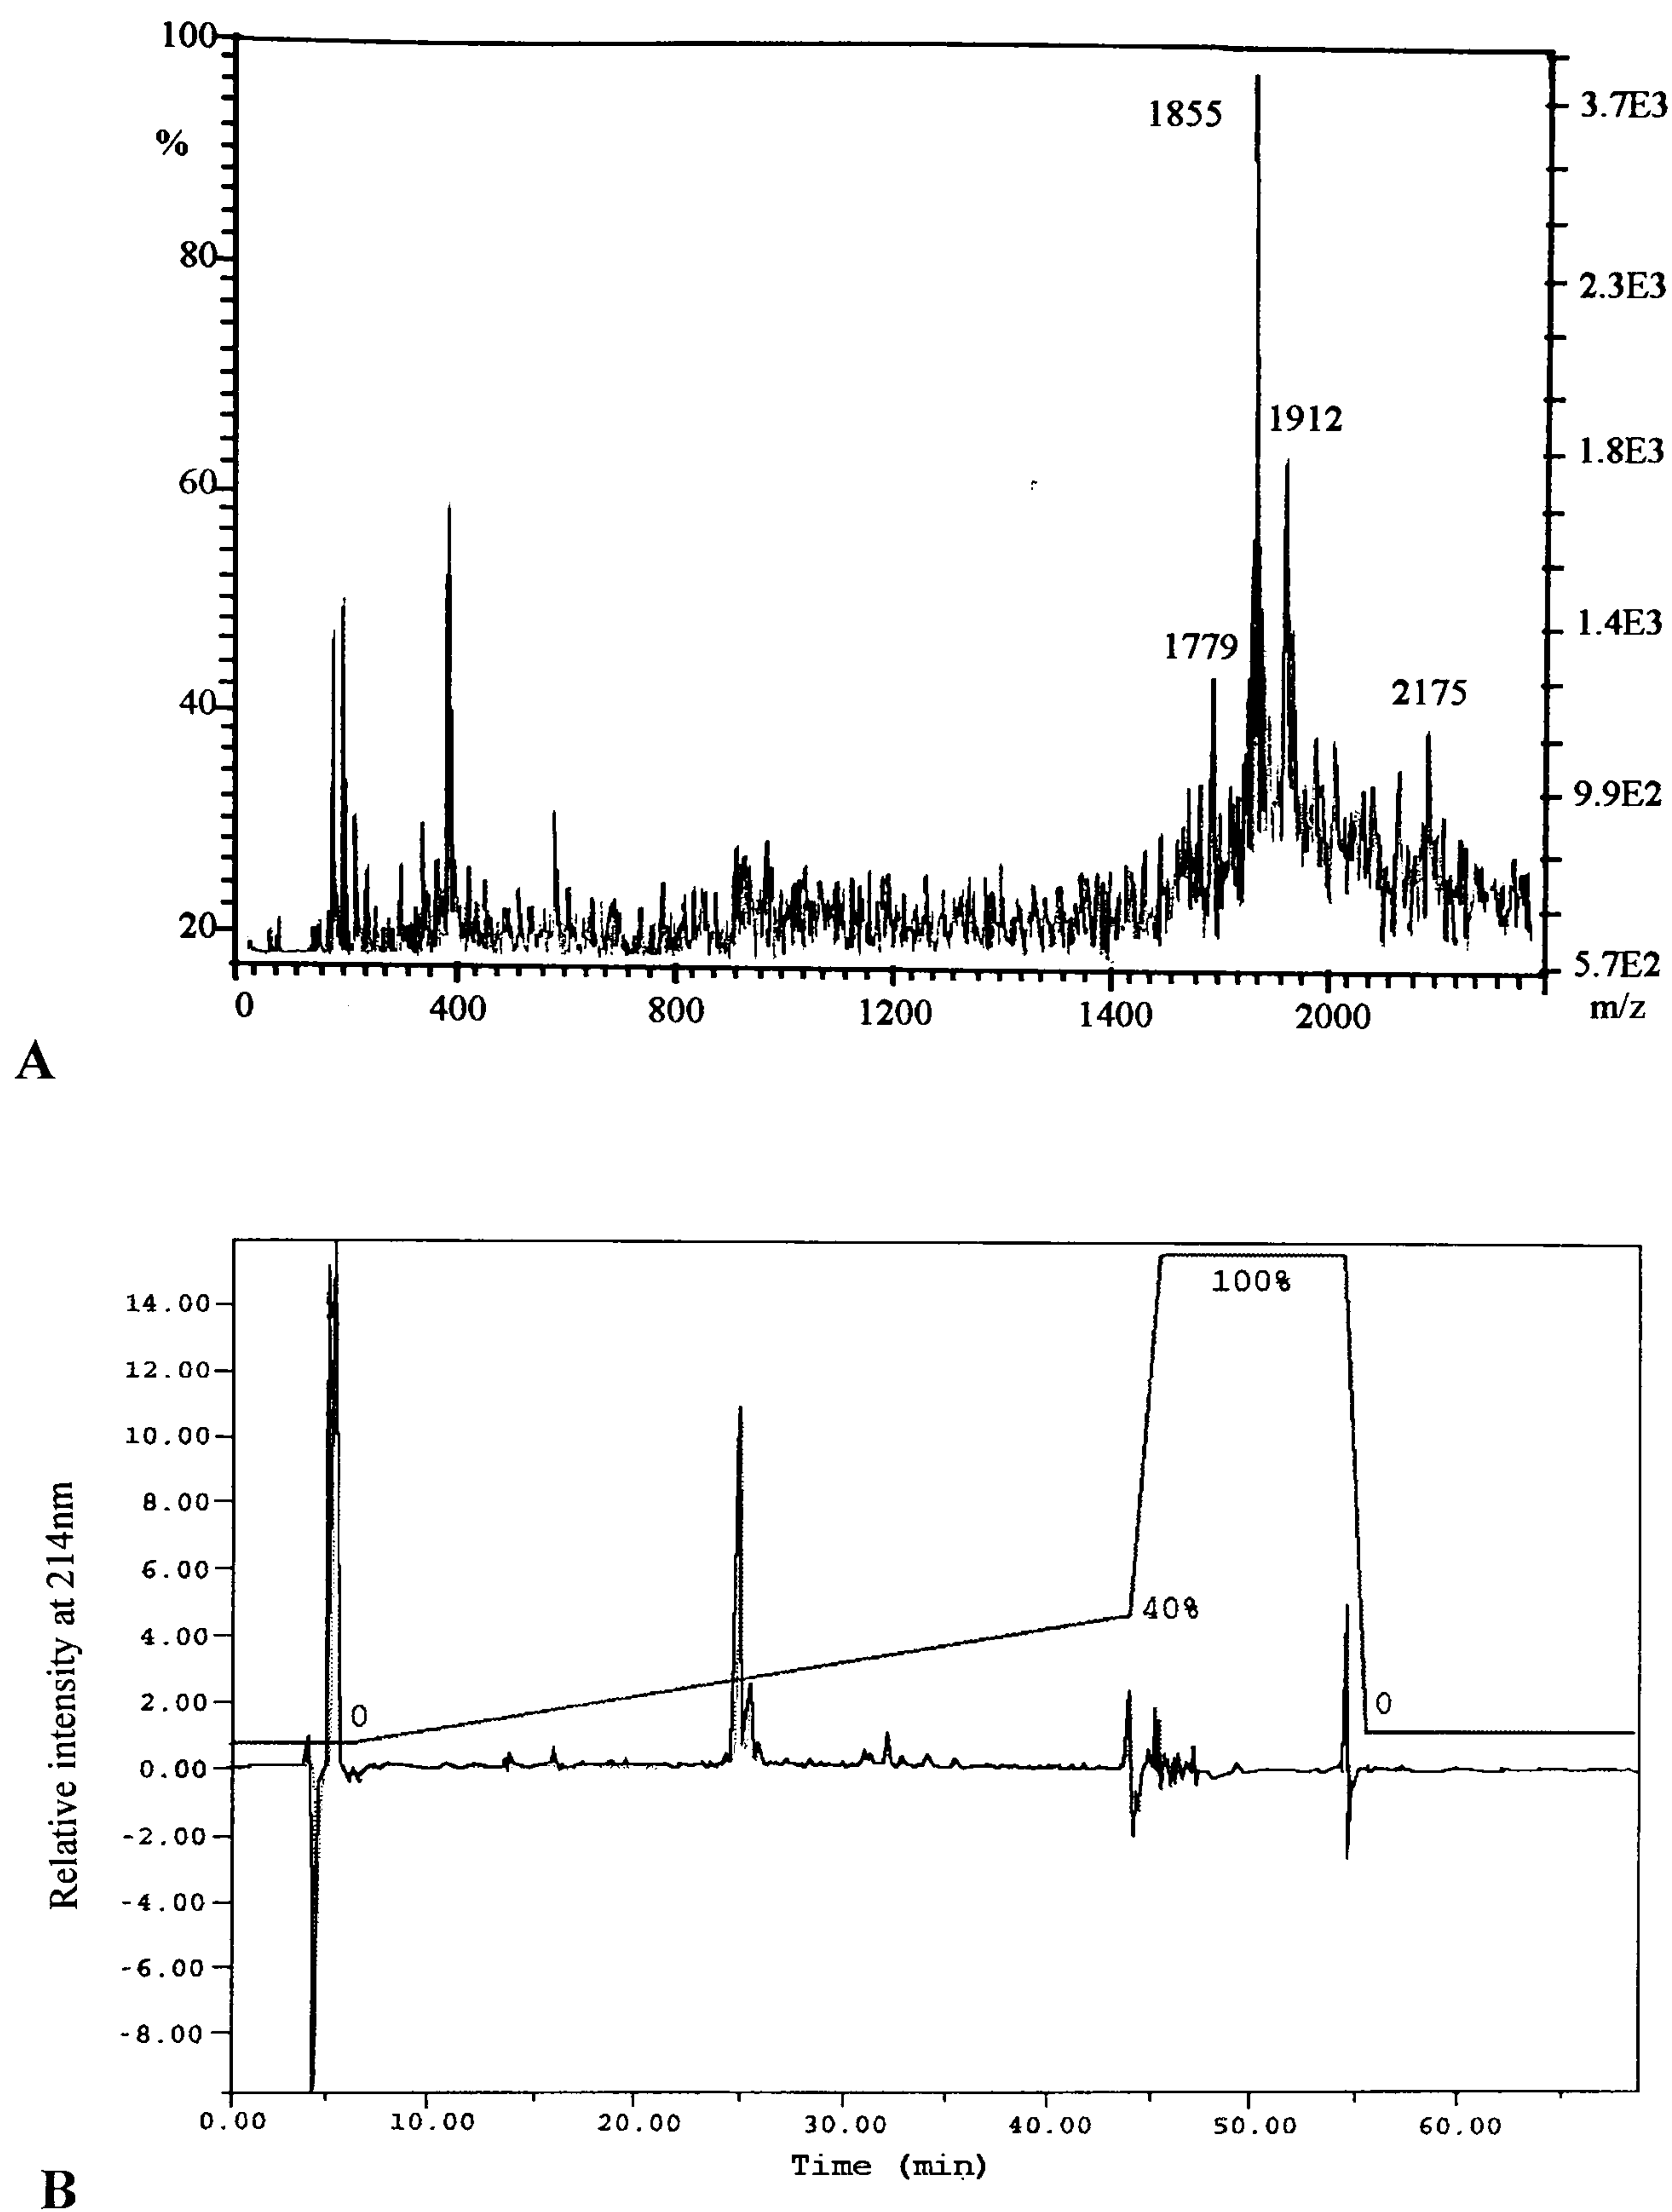 100
%
80
60
40
20
1855
1912
1779
2175
3.7E3
2.3E3
1.8E3
1.4E3
9.9E2
5.7E2
0 400 800 1200 1400 2000 m/z
A
Relative intensity at 214nm
14.00
12.00
10.00
8.00
6.00
4.00
2.00
0.00
-2.00
-4.00
-6.00
-8.00
0
40%
100%
0
0.00 10.00 20.00 30.00 40.00 50.00 60.00
Time (min)
B